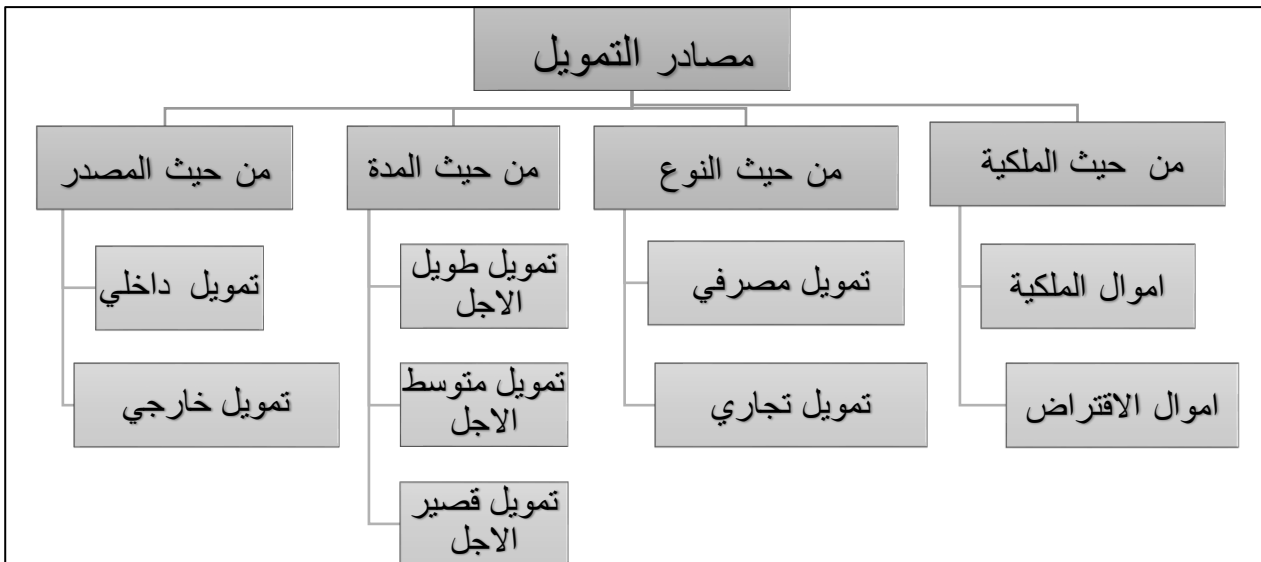 مصادر التمويل
من حيث الملكية
اموال الملكية
اموال الاقتراض
من حيث النوع
تمويل مصرفي
تمويل تجاري
من حيث المدة
تمويل طويل
الاجل
تمويل متوسط
الاجل
تمويل قصير
الاجل
من حيث المصدر
تمويل داخلي
تمويل خارجي